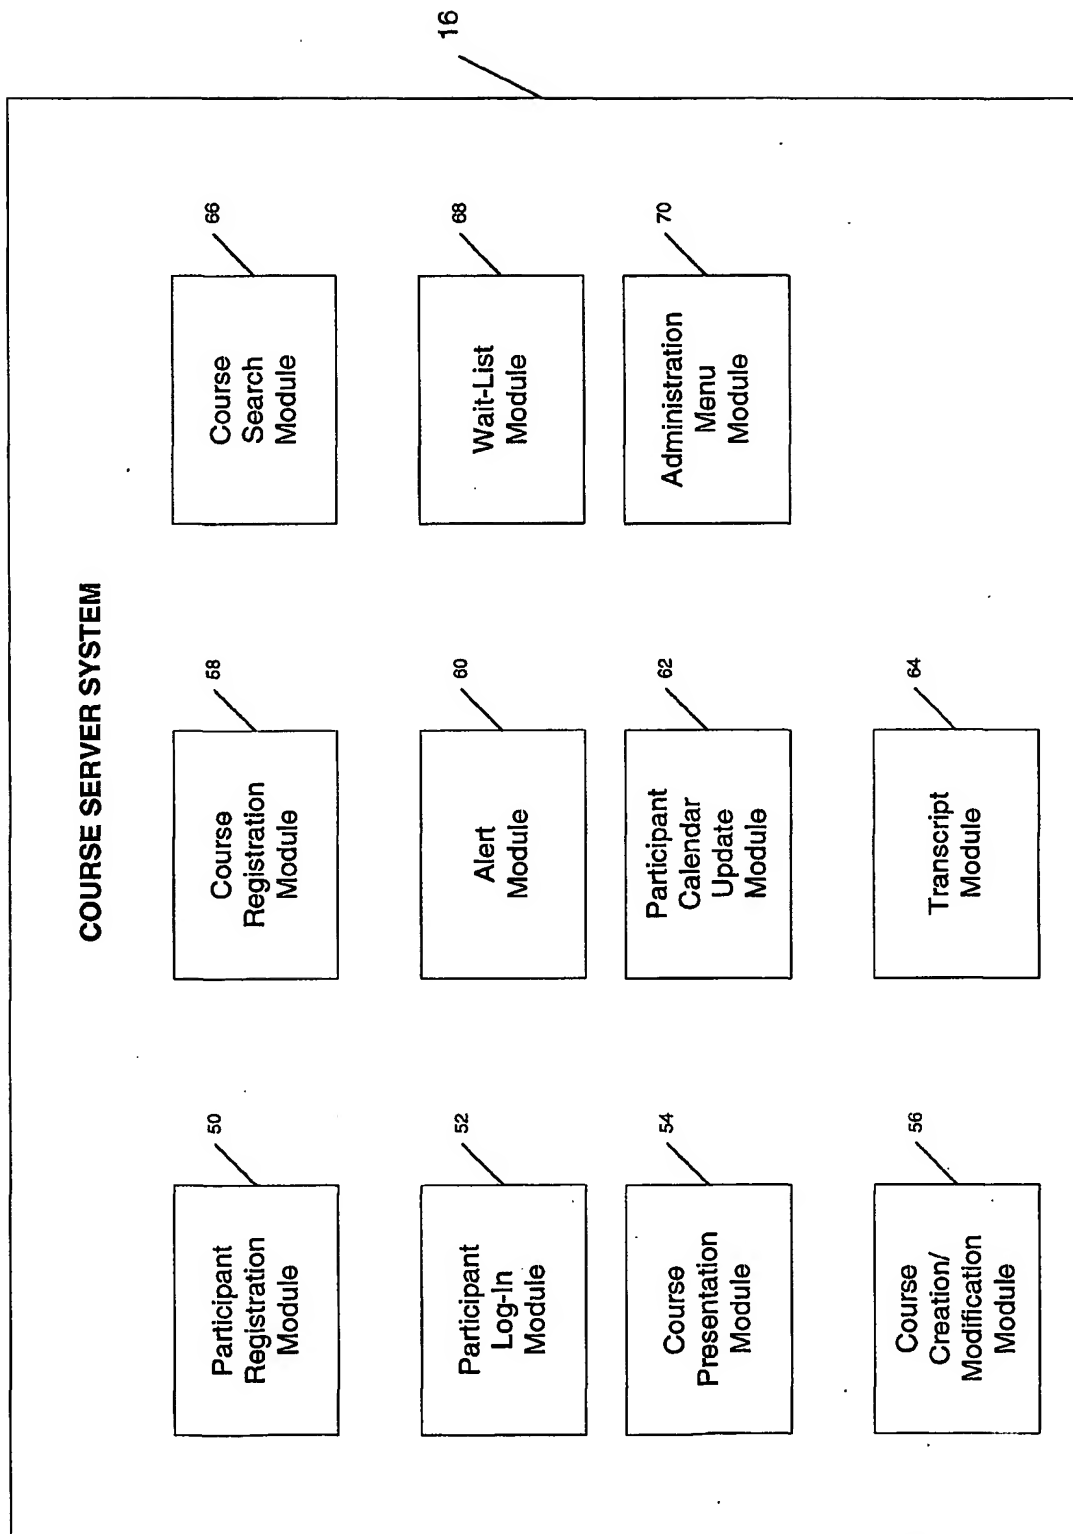 COURSE SERVER SYSTEM
16
Participant
Registration
Module
50
Participant
Log-In
Module
52
Course
Presentation
Module
54
Course
Creation/
Modification
Module
56
Course
Registration
Module
58
Alert
Module
60
Participant
Calendar
Update
Module
62
Transcript
Module
64
Course
Search
Module
66
Wait-List
Module
68
Administration
Menu
Module
70